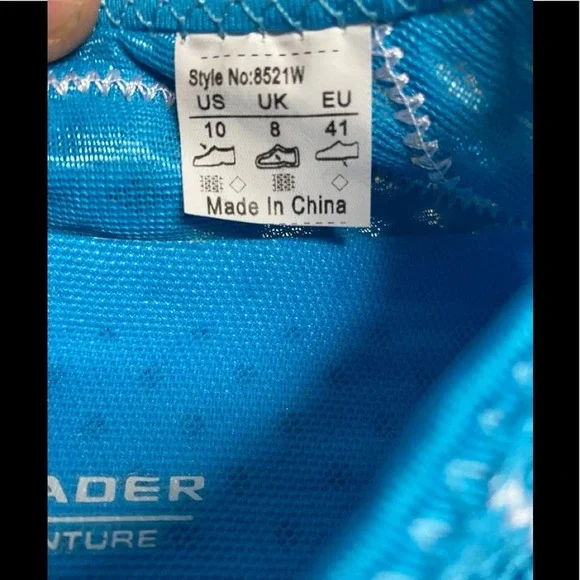 Style No:8521W
US UK EU
10 8 41
Made In China
ADER
NTURE